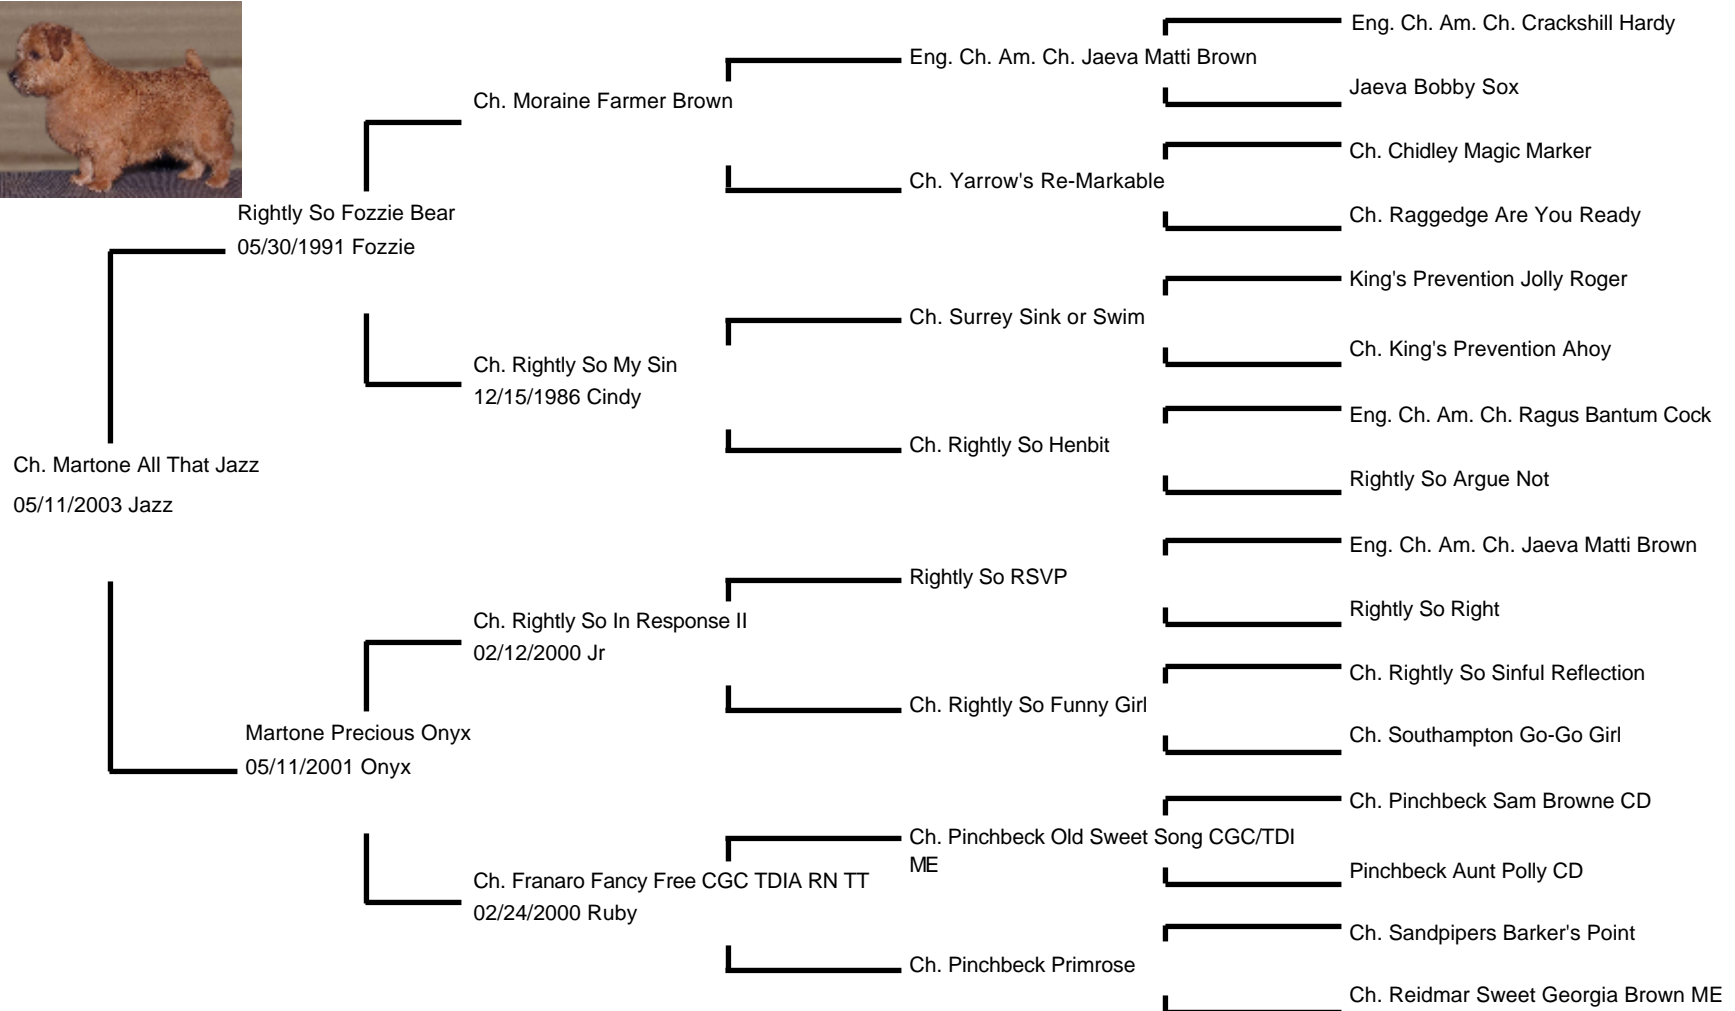 Eng. Ch. Am. Ch. Crackshill Hardy
Eng. Ch. Am. Ch. Jaeva Matti Brown
Jaeva Bobby Sox
Ch. Moraine Farmer Brown
Ch. Chidley Magic Marker
Ch. Yarrow's Re-Markable
Ch. Raggedge Are You Ready
Rightly So Fozzie Bear
05/30/1991 Fozzie
King's Prevention Jolly Roger
Ch. Surrey Sink or Swim
Ch. King's Prevention Ahoy
Ch. Rightly So My Sin
12/15/1986 Cindy
Eng. Ch. Am. Ch. Ragus Bantum Cock
Ch. Rightly So Henbit
Rightly So Argue Not
Ch. Martone All That Jazz
05/11/2003 Jazz
Eng. Ch. Am. Ch. Jaeva Matti Brown
Rightly So RSVP
Rightly So Right
Ch. Rightly So In Response II
02/12/2000 Jr
Ch. Rightly So Sinful Reflection
Ch. Rightly So Funny Girl
Ch. Southampton Go-Go Girl
Martone Precious Onyx
05/11/2001 Onyx
Ch. Pinchbeck Sam Browne CD
Ch. Pinchbeck Old Sweet Song CGC/TDI
ME
Pinchbeck Aunt Polly CD
Ch. Franaro Fancy Free CGC TDIA RN TT
02/24/2000 Ruby
Ch. Sandpipers Barker's Point
Ch. Pinchbeck Primrose
Ch. Reidmar Sweet Georgia Brown ME